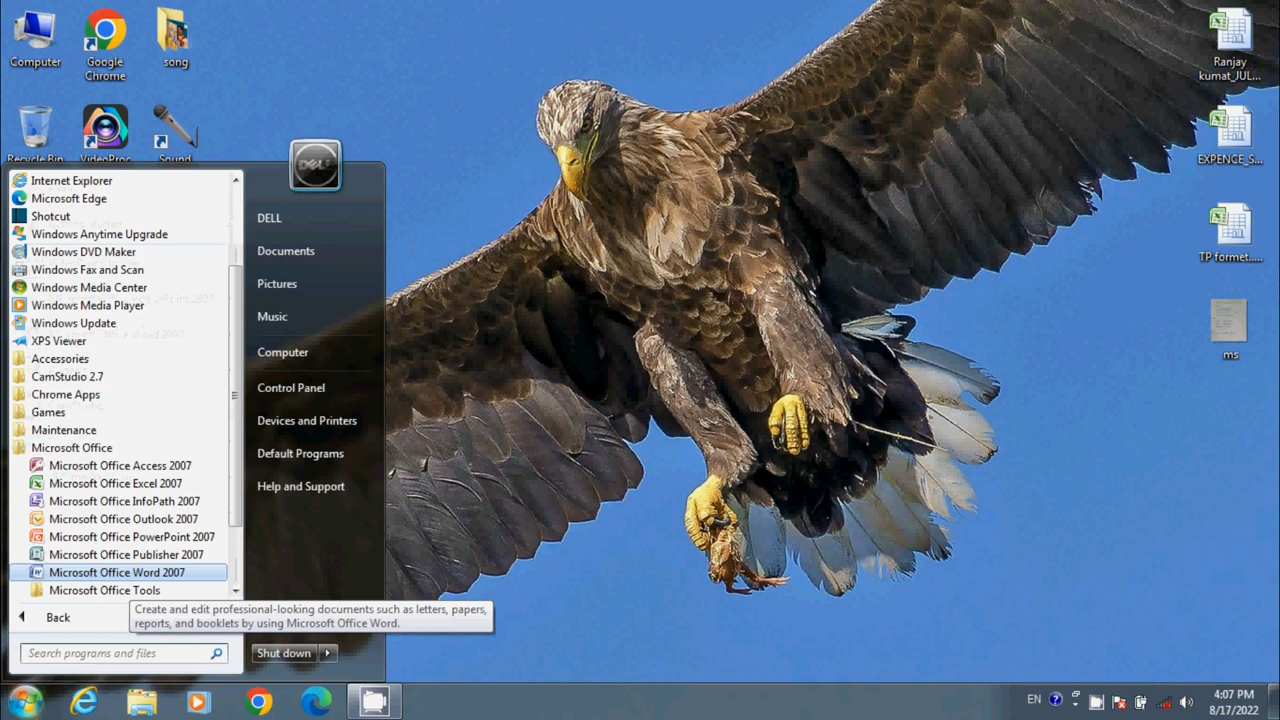 Computer
Google
Chrome
song
Recycle Bin
VideoProc
Sound
Ranjay
kumat_JUL...
EXPENCE_S...
TP formet.....
ms
DELL
Internet Explorer
Microsoft Edge
Shotcut
Windows Anytime Upgrade
Windows DVD Maker
Windows Fax and Scan
Windows Media Center
Windows Media Player
Windows Update
XPS Viewer
Accessories
CamStudio 2.7
Chrome Apps
Games
Maintenance
Microsoft Office
Microsoft Office Access 2007
Microsoft Office Excel 2007
Microsoft Office InfoPath 2007
Microsoft Office Outlook 2007
Microsoft Office PowerPoint 2007
Microsoft Office Publisher 2007
Microsoft Office Word 2007
Microsoft Office Tools
Back
Search programs and files
DELL
Documents
Pictures
Music
Computer
Control Panel
Devices and Printers
Default Programs
Help and Support
Create and edit professional-looking documents such as letters, papers,
reports, and booklets by using Microsoft Office Word.
Shut down
EN
4:07 PM
8/17/2022